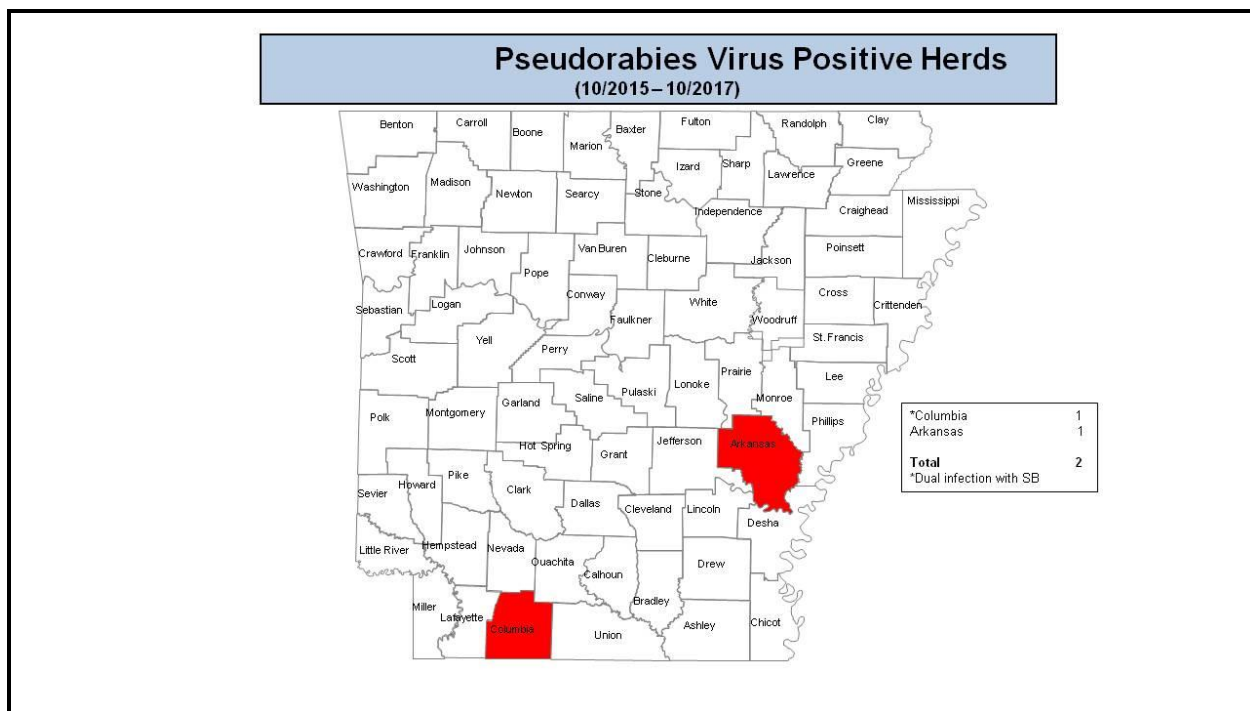 Pseudorabies Virus Positive Herds
(10/2015–10/2017)
Benton
Carroll
Boone
Marion
Baxter
Fulton
Randolph
Clay
Izard
Sharp
Greene
Lawrence
Washington
Madison
Newton
Searcy
Stone
Independence
Craighead
Mississippi
Crawford
Franklin
Johnson
Pope
Van Buren
Cleburne
Jackson
Poinsett
Sebastian
Logan
Conway
Faulkner
White
Woodruff
Cross
Crittenden
Yell
Perry
St. Francis
Scott
Prairie
Lee
Polk
Montgomery
Garland
Saline
Pulaski
Lonoke
Monroe
Phillips
Hot Spring
Grant
Jefferson
Arkansas
*Columbia 1
Arkansas 1
Total 2
*Dual infection with SB
Sevier
Howard
Pike
Clark
Dallas
Cleveland
Lincoln
Desha
Little River
Hempstead
Nevada
Ouachita
Calhoun
Drew
Miller
Lafayette
Columbia
Union
Bradley
Ashley
Chicot